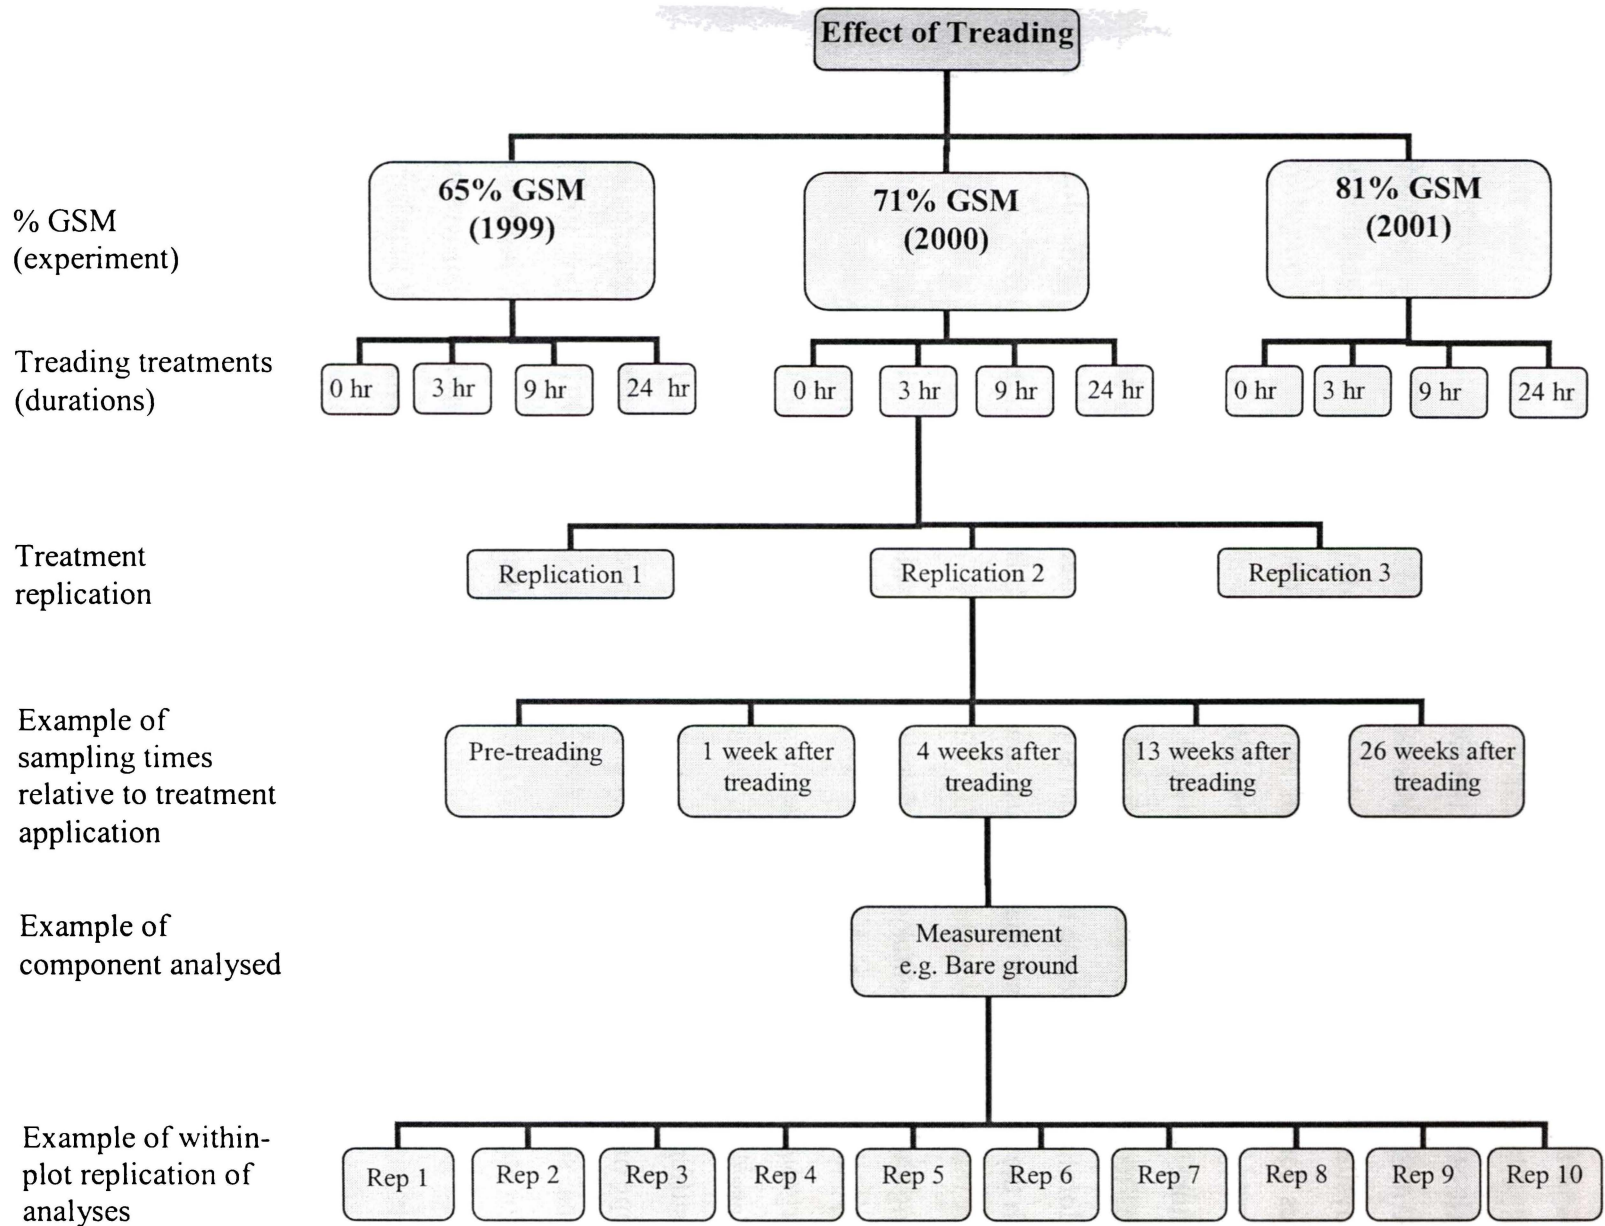 Effect of Treading
% GSM
(experiment)
65% GSM
(1999)
71% GSM
(2000)
81% GSM
(2001)
Treading treatments
(durations)
0 hr
3 hr
9 hr
24 hr
0 hr
3 hr
9 hr
24 hr
0 hr
3 hr
9 hr
24 hr
Treatment
replication
Replication 1
Replication 2
Replication 3
Example of
sampling times
relative to treatment
application
Pre-treading
1 week after
treading
4 weeks after
treading
13 weeks after
treading
26 weeks after
treading
Example of
component analysed
Measurement
e.g. Bare ground
Example of within-
plot replication of
analyses
Rep 1
Rep 2
Rep 3
Rep 4
Rep 5
Rep 6
Rep 7
Rep 8
Rep 9
Rep 10